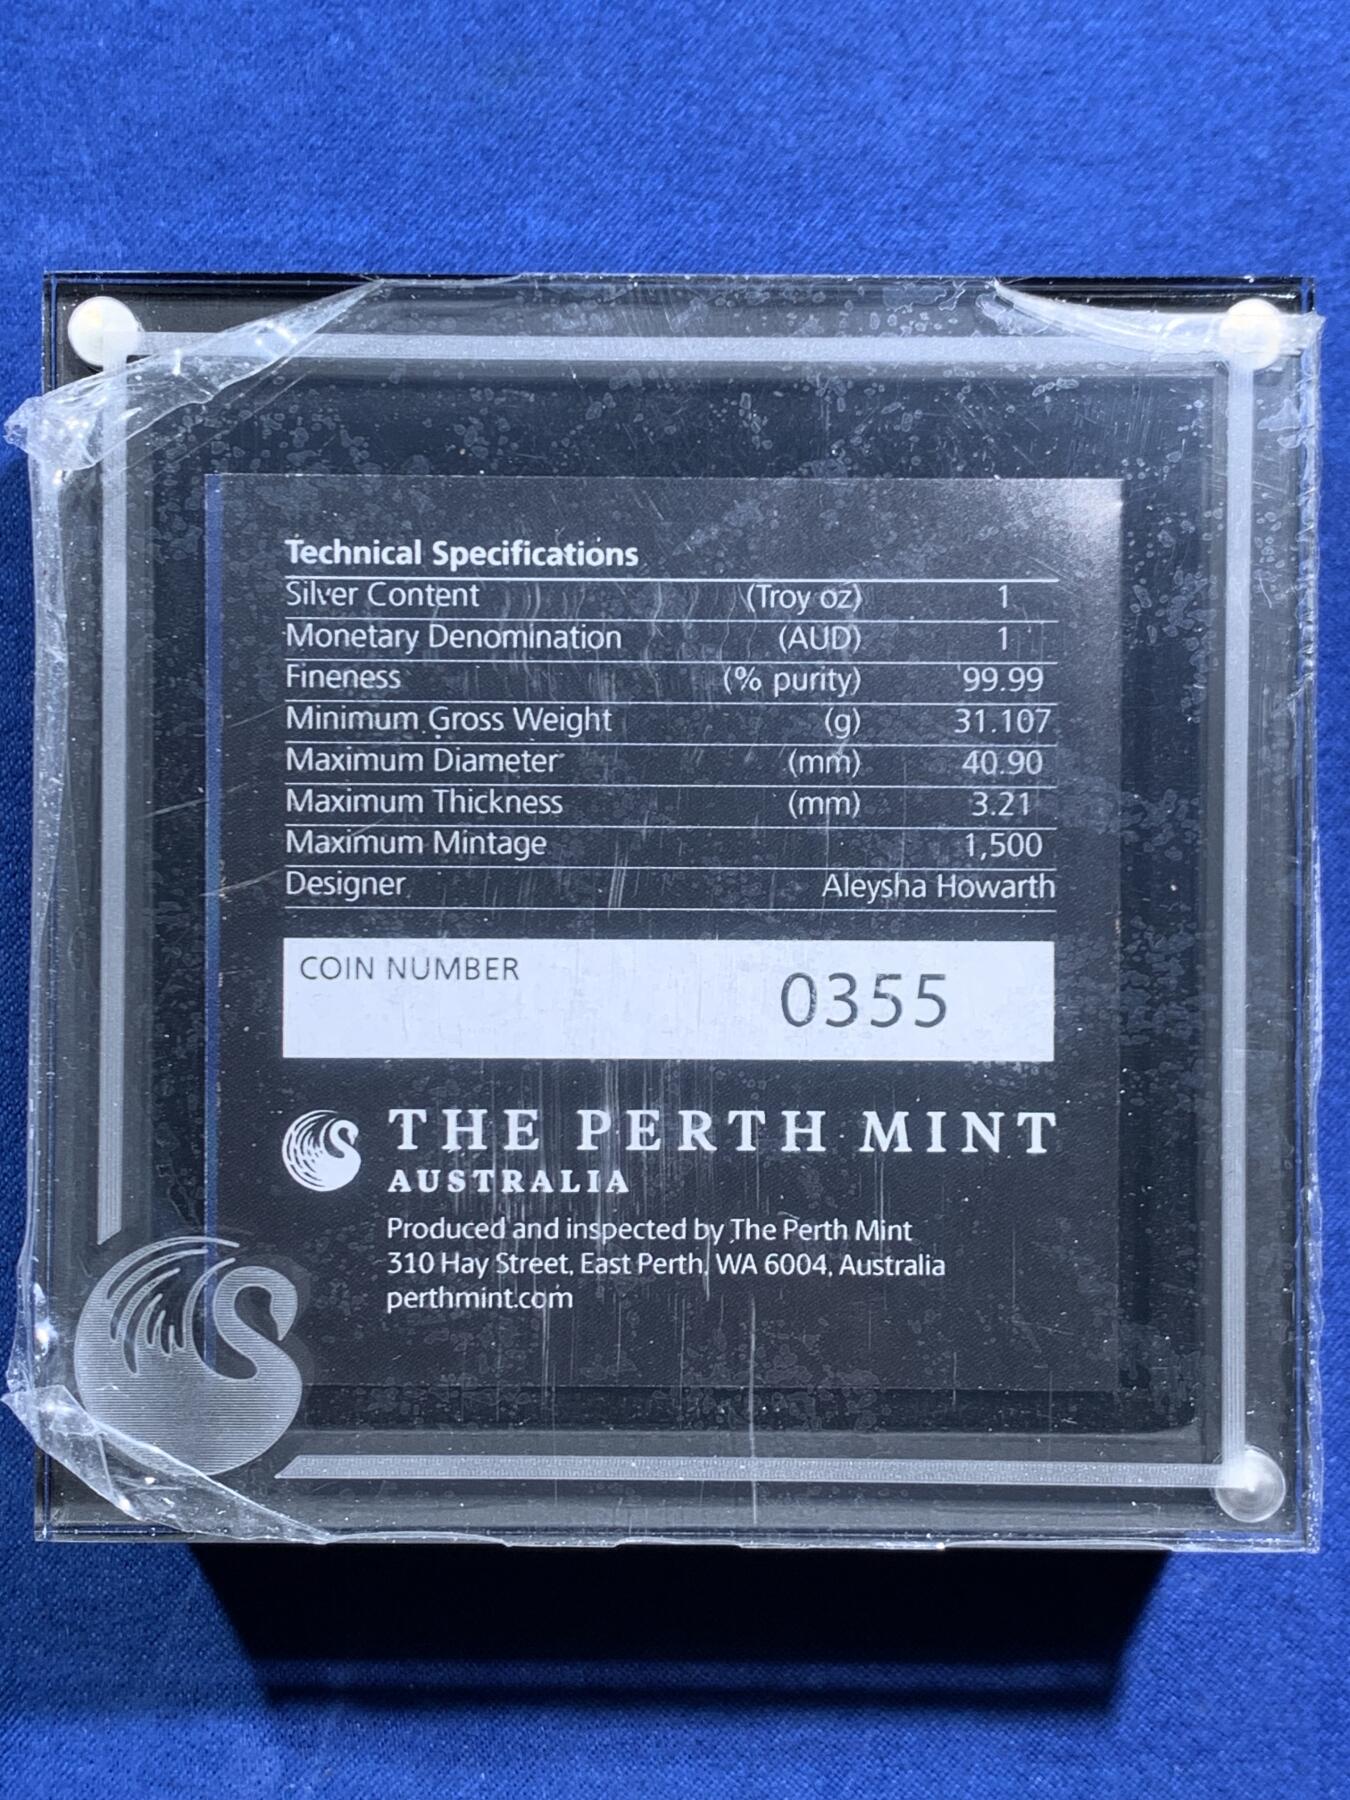 Technical Specifications
Silver Content (Troy oz) 1
Monetary Denomination (AUD) 1
Fineness (% purity) 99.99
Minimum Gross Weight (g) 31.107
Maximum Diameter (mm) 40.90
Maximum Thickness (mm) 3.21
Maximum Mintage 1,500
Designer Aleysha Howarth
COIN NUMBER 0355
THE PERTH MINT
AUSTRALIA
Produced and inspected by The Perth Mint
310 Hay Street, East Perth, WA 6004, Australia
perthmint.com